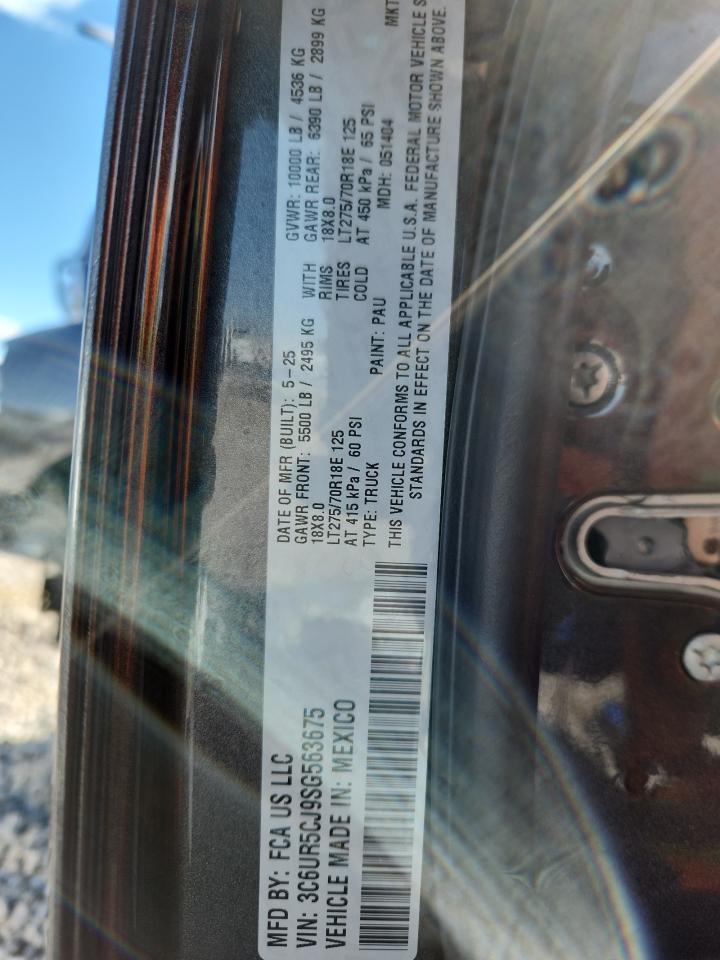 MFD BY: FCA US LLC
VIN: 3C6UR5CJ9SG563675
VEHICLE MADE IN: MEXICO
DATE OF MFR (BUILT): 5-25 GVWR: 10000 LB / 4536 KG
GAWR FRONT: 5500 LB / 2495 KG WITH GAWR REAR: 6390 LB / 2899 KG
18X8.0 RIMS 18X8.0
LT275/70R18E 125 TIRES LT275/70R18E 125
AT 415 kPa / 60 PSI COLD AT 450 kPa / 65 PSI
TYPE: TRUCK PAINT: PAU MDH: 051404 MKT
THIS VEHICLE CONFORMS TO ALL APPLICABLE U.S.A. FEDERAL MOTOR VEHICLE S
STANDARDS IN EFFECT ON THE DATE OF MANUFACTURE SHOWN ABOVE.